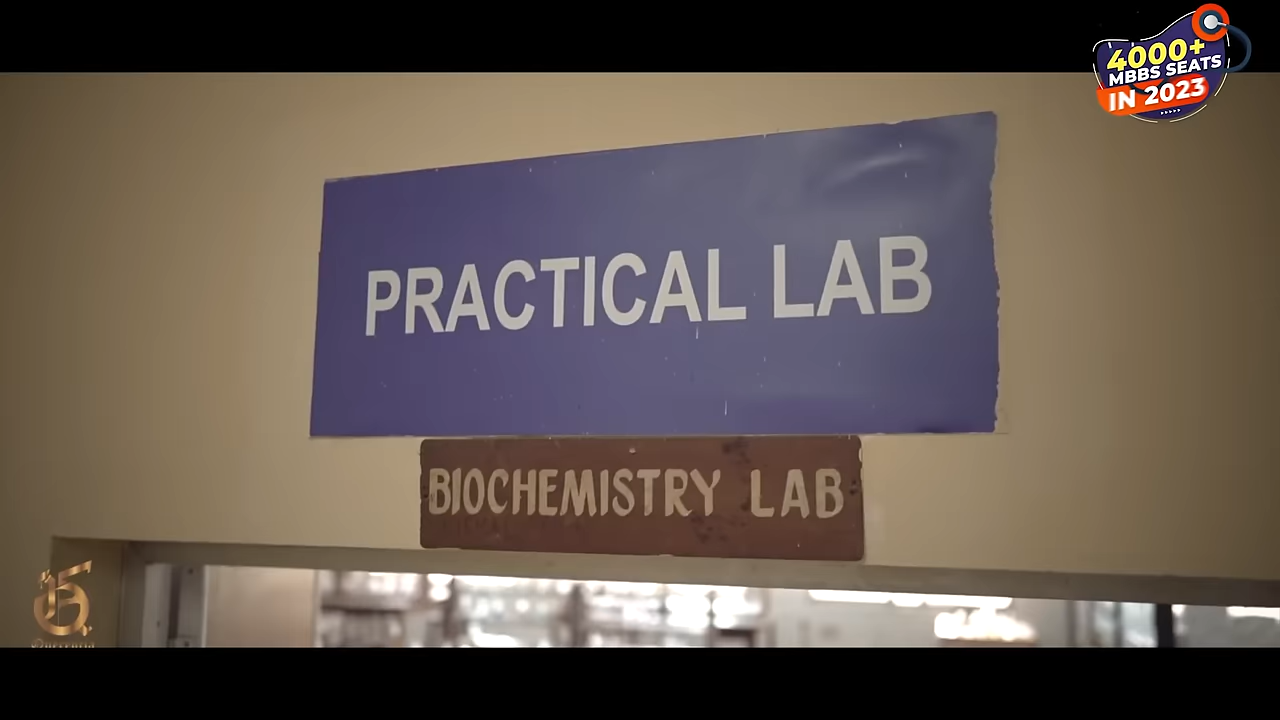 4000+
MBBS SEATS
IN 2023
PRACTICAL LAB
BIOCHEMISTRY LAB